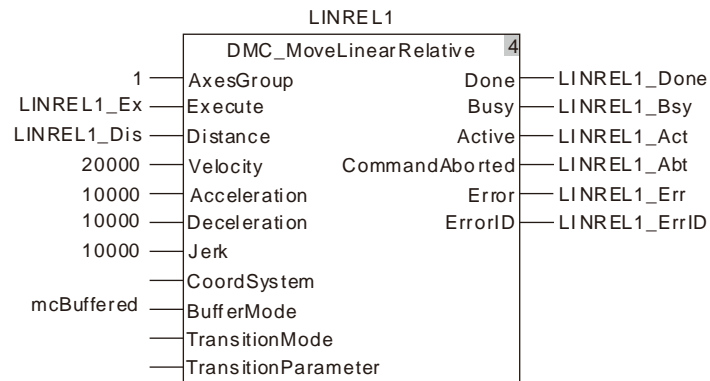 LINREL1
DMC_MoveLinearRelative 4
1 AxesGroup Done LINREL1_Done
LINREL1_Ex Execute Busy LINREL1_Bsy
LINREL1_Dis Distance Active LINREL1_Act
20000 Velocity CommandAborted LINREL1_Abt
10000 Acceleration Error LINREL1_Err
10000 Deceleration ErrorID LINREL1_ErrID
10000 Jerk
CoordSystem
mcBuffered BufferMode
TransitionMode
TransitionParameter